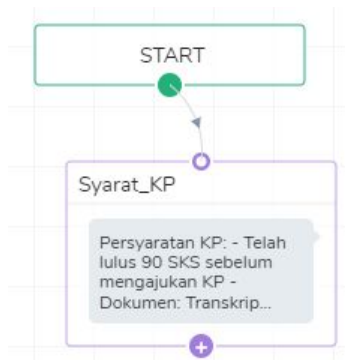 START
Syarat_KP
Persyaratan KP: - Telah
lulus 90 SKS sebelum
mengajukan KP -
Dokumen: Transkrip...